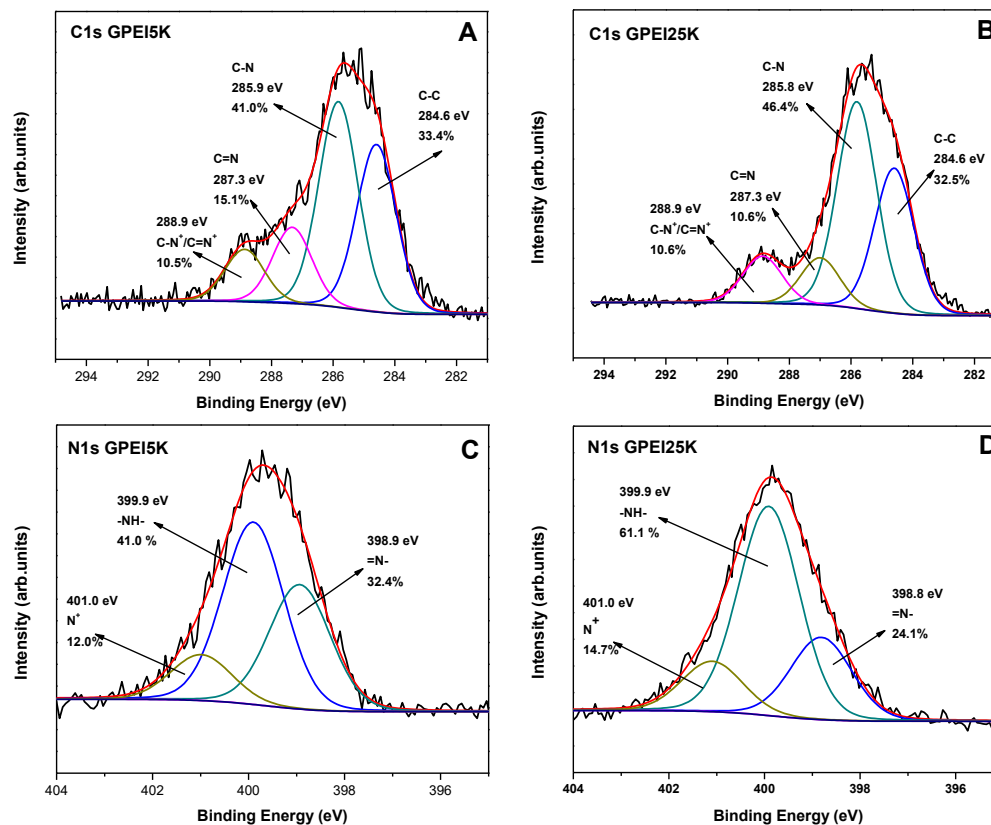 C1s GPEI5K
A
C-N
285.9 eV
41.0%
C-C
284.6 eV
33.4%
C=N
287.3 eV
15.1%
288.9 eV
C-N⁺/C=N⁺
10.5%
Intensity (arb.units)
294 292 290 288 286 284 282
Binding Energy (eV)
C1s GPEI25K
B
C-N
285.8 eV
46.4%
C-C
284.6 eV
32.5%
C=N
287.3 eV
10.6%
288.9 eV
C-N⁺/C=N⁺
10.6%
Intensity (arb.units)
294 292 290 288 286 284 282
Binding Energy (eV)
N1s GPEI5K
C
399.9 eV
-NH-
41.0 %
398.9 eV
=N-
32.4%
401.0 eV
N⁺
12.0%
Intensity (arb.units)
404 402 400 398 396
Binding Energy (eV)
N1s GPEI25K
D
399.9 eV
-NH-
61.1 %
398.8 eV
=N-
24.1%
401.0 eV
N⁺
14.7%
Intensity (arb.units)
404 402 400 398 396
Binding Energy (eV)